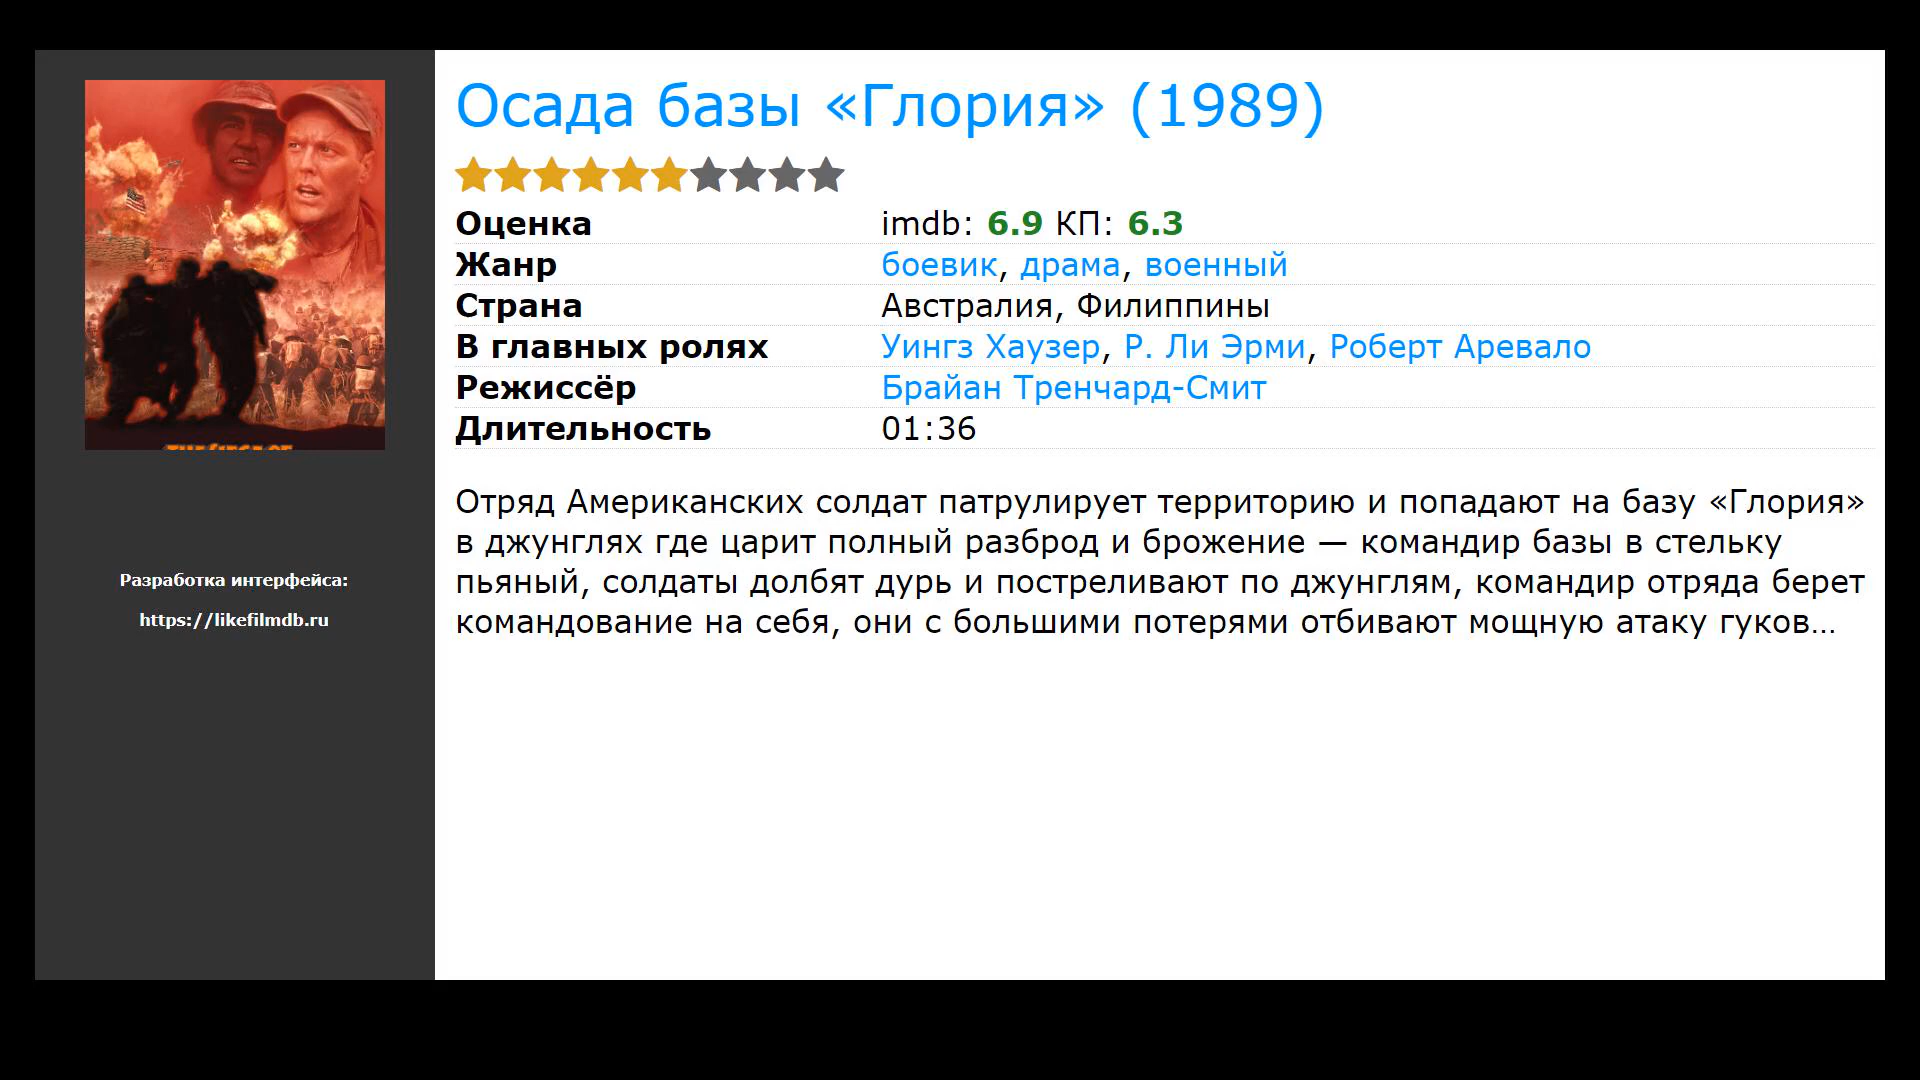 Осада базы «Глория» (1989)
Оценка imdb: 6.9 КП: 6.3
Жанр боевик, драма, военный
Страна Австралия, Филиппины
В главных ролях Уингз Хаузер, Р. Ли Эрми, Роберт Аревало
Режиссёр Брайан Тренчард-Смит
Длительность 01:36
Отряд Американских солдат патрулирует территорию и попадают на базу «Глория»
в джунглях где царит полный разброд и брожение — командир базы в стельку
пьяный, солдаты долбят дурь и постреливают по джунглям, командир отряда берет
командование на себя, они с большими потерями отбивают мощную атаку гуков...
Разработка интерфейса:
https://likefilmdb.ru